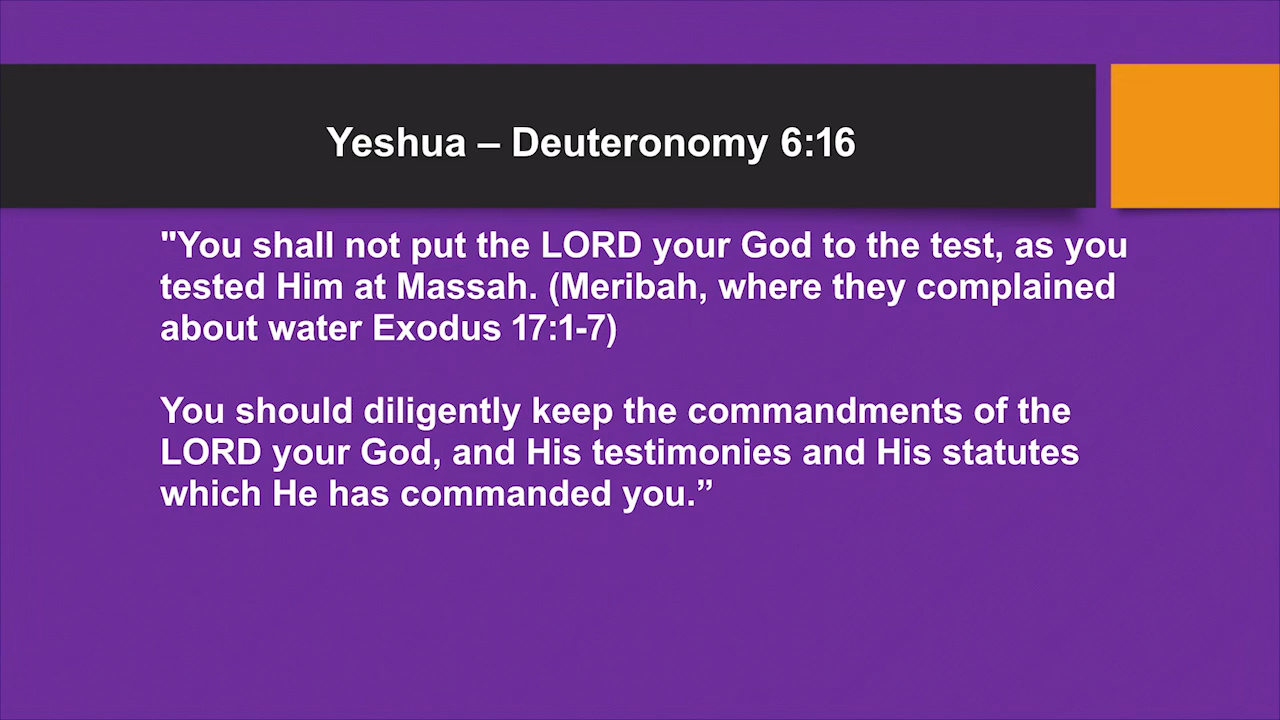 Yeshua – Deuteronomy 6:16
"You shall not put the LORD your God to the test, as you
tested Him at Massah. (Meribah, where they complained
about water Exodus 17:1-7)
You should diligently keep the commandments of the
LORD your God, and His testimonies and His statutes
which He has commanded you.”